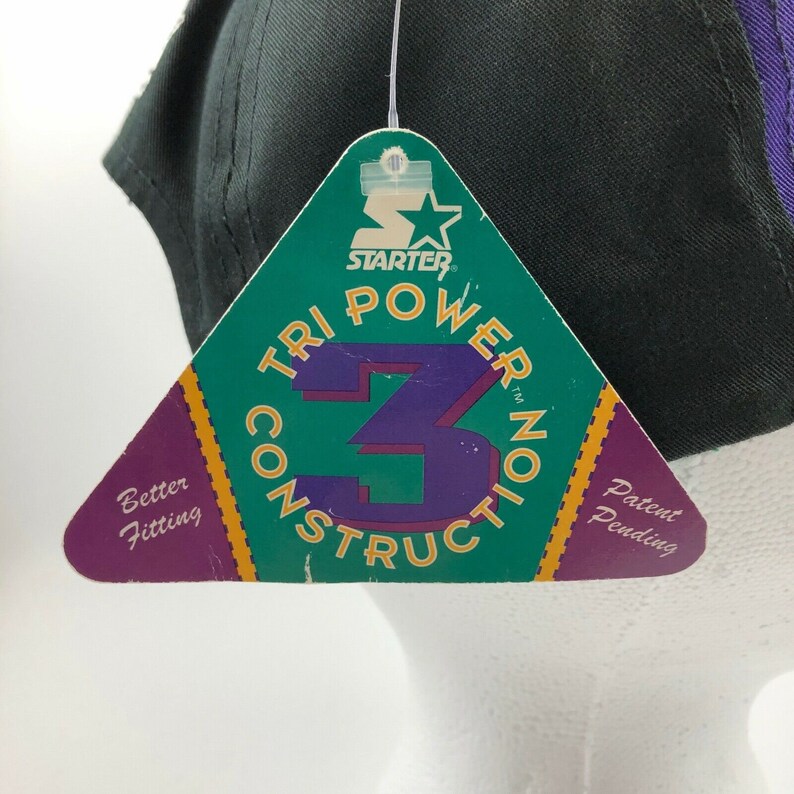 STARTER®
TRI POWER™
3
CONSTRUCTION
Better
Fitting
Patent
Pending